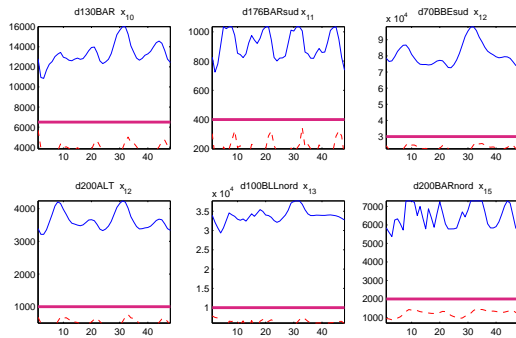 d130BAR x10
16000
14000
12000
10000
8000
6000
4000
10 20 30 40
d176BARsud x11
1000
800
600
400
200
10 20 30 40
d70BBEsud x12
x 10^4
9
8
7
6
5
4
3
10 20 30 40
d200ALT x12
4000
3000
2000
1000
10 20 30 40
d100BLLnord x13
x 10^4
3.5
3
2.5
2
1.5
1
10 20 30 40
d200BARnord x15
7000
6000
5000
4000
3000
2000
1000
10 20 30 40